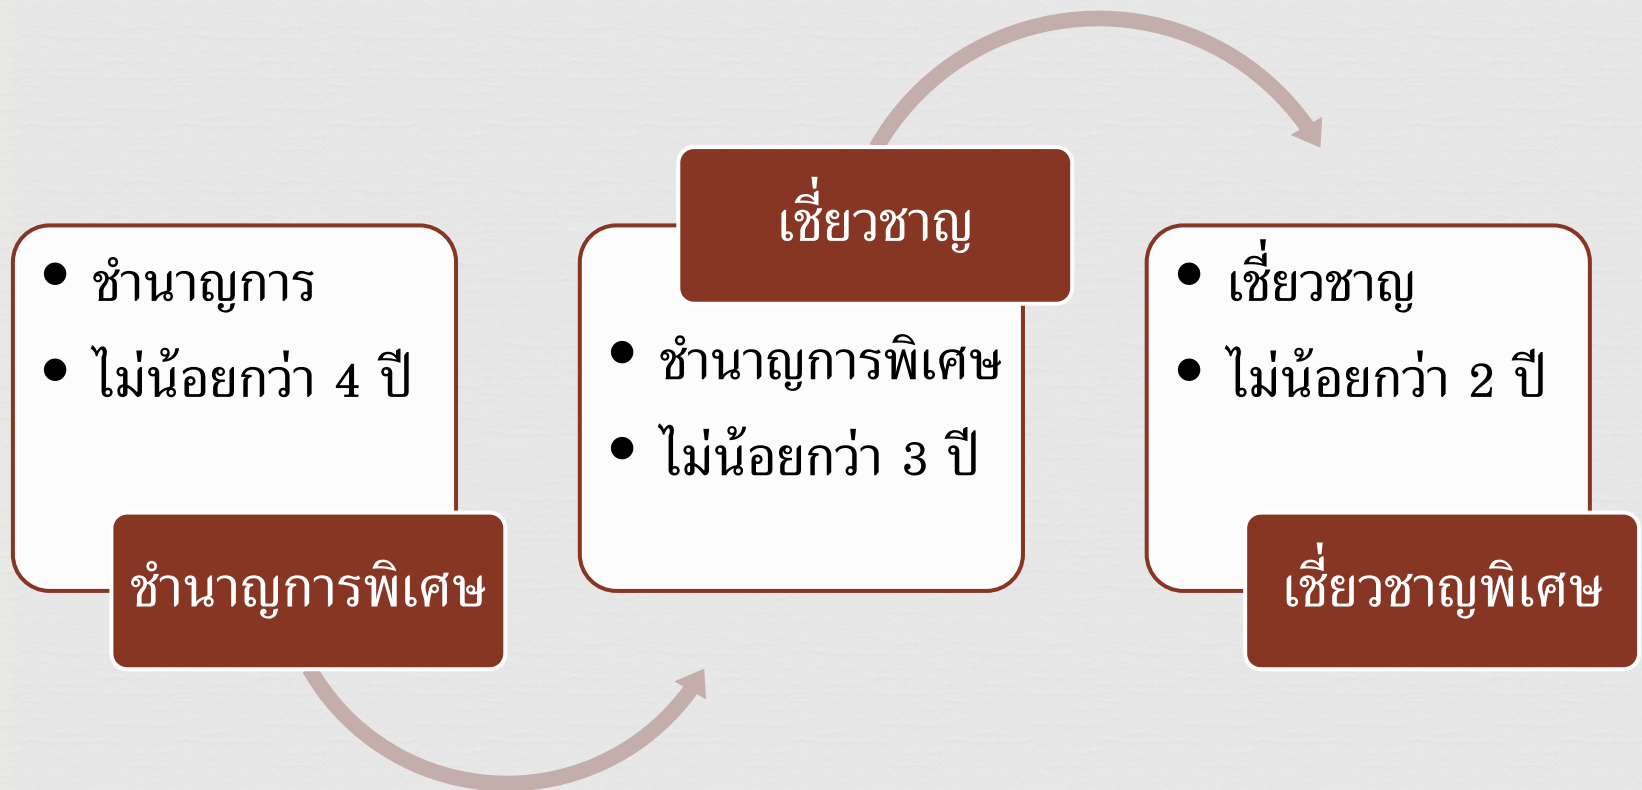 • ชำนาญการ
• ไม่น้อยกว่า 4 ปี
ชำนาญการพิเศษ
เชี่ยวชาญ
• ชำนาญการพิเศษ
• ไม่น้อยกว่า 3 ปี
• เชี่ยวชาญ
• ไม่น้อยกว่า 2 ปี
เชี่ยวชาญพิเศษ